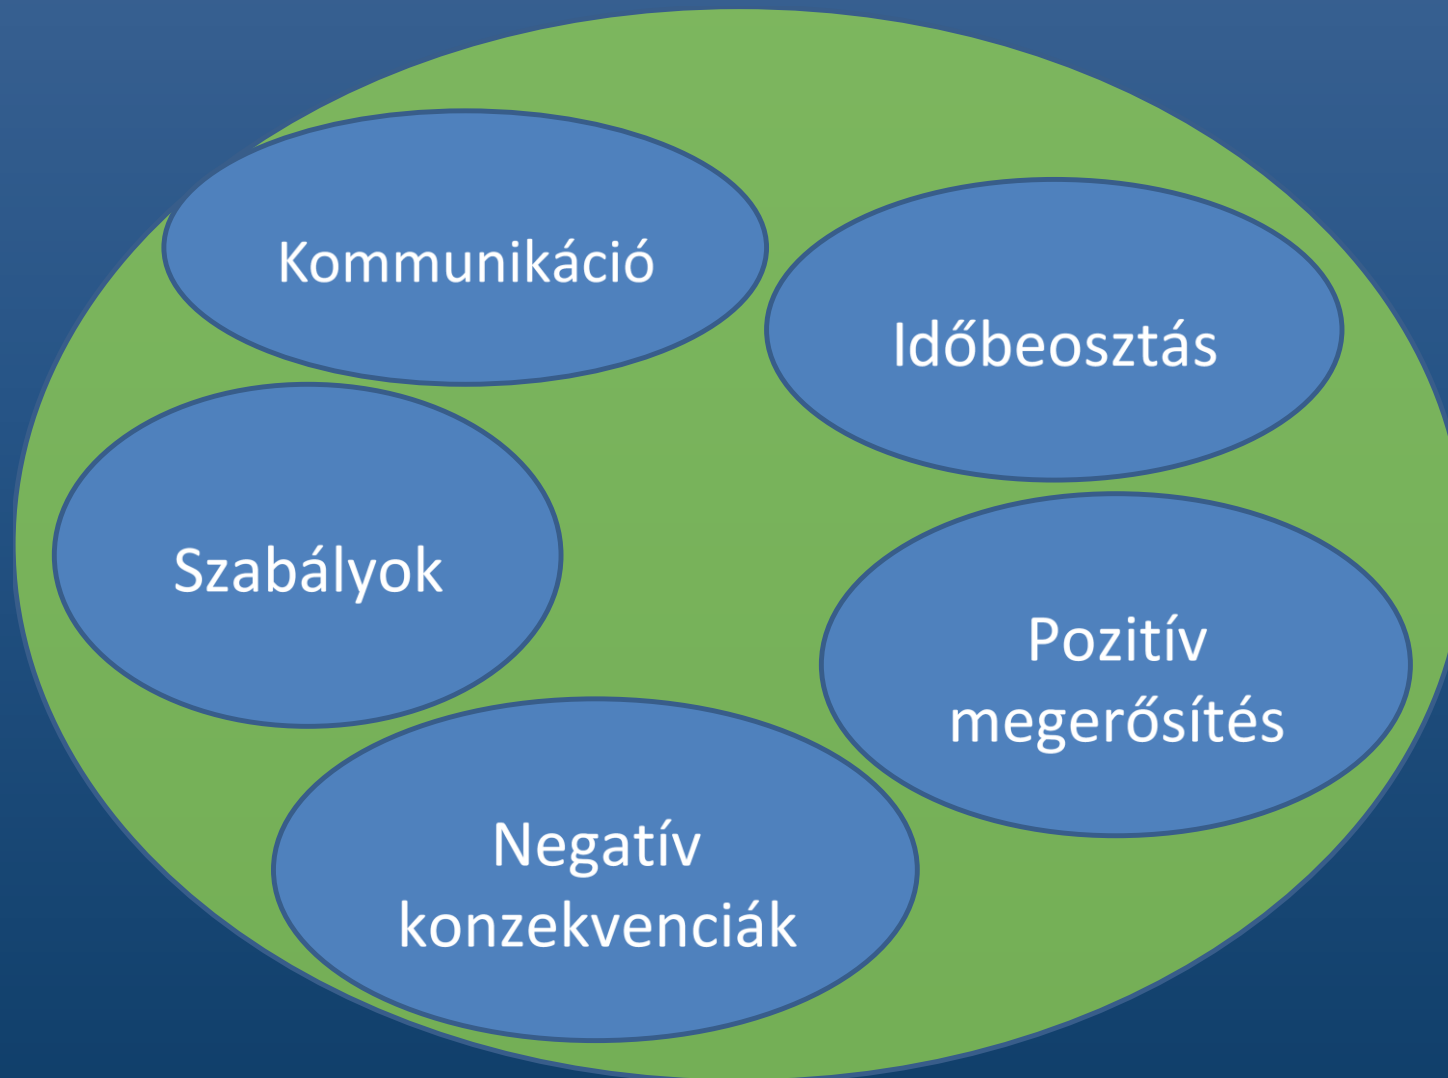 Kommunikáció
Időbeosztás
Szabályok
Pozitív
megerősítés
Negatív
konzekvenciák